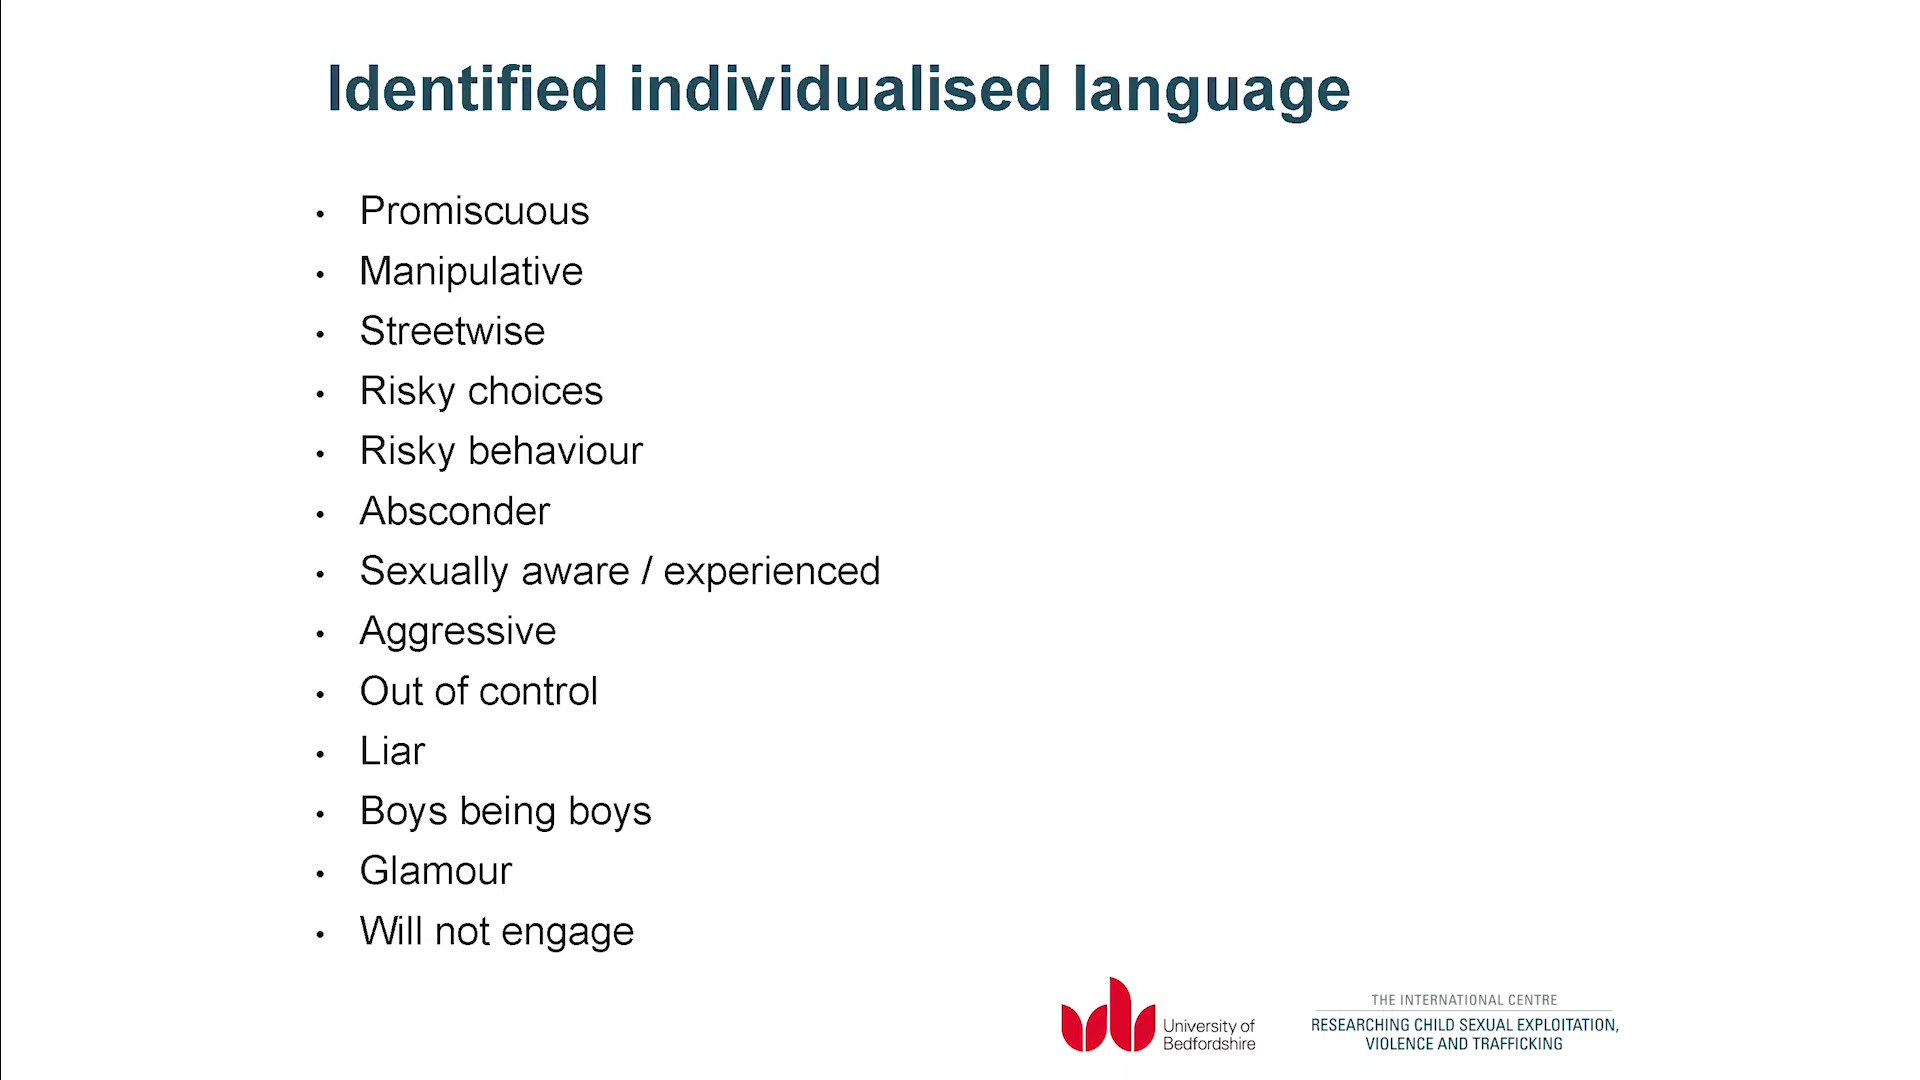 Identified individualised language
• Promiscuous
• Manipulative
• Streetwise
• Risky choices
• Risky behaviour
• Absconder
• Sexually aware / experienced
• Aggressive
• Out of control
• Liar
• Boys being boys
• Glamour
• Will not engage
University of
Bedfordshire
THE INTERNATIONAL CENTRE
RESEARCHING CHILD SEXUAL EXPLOITATION,
VIOLENCE AND TRAFFICKING